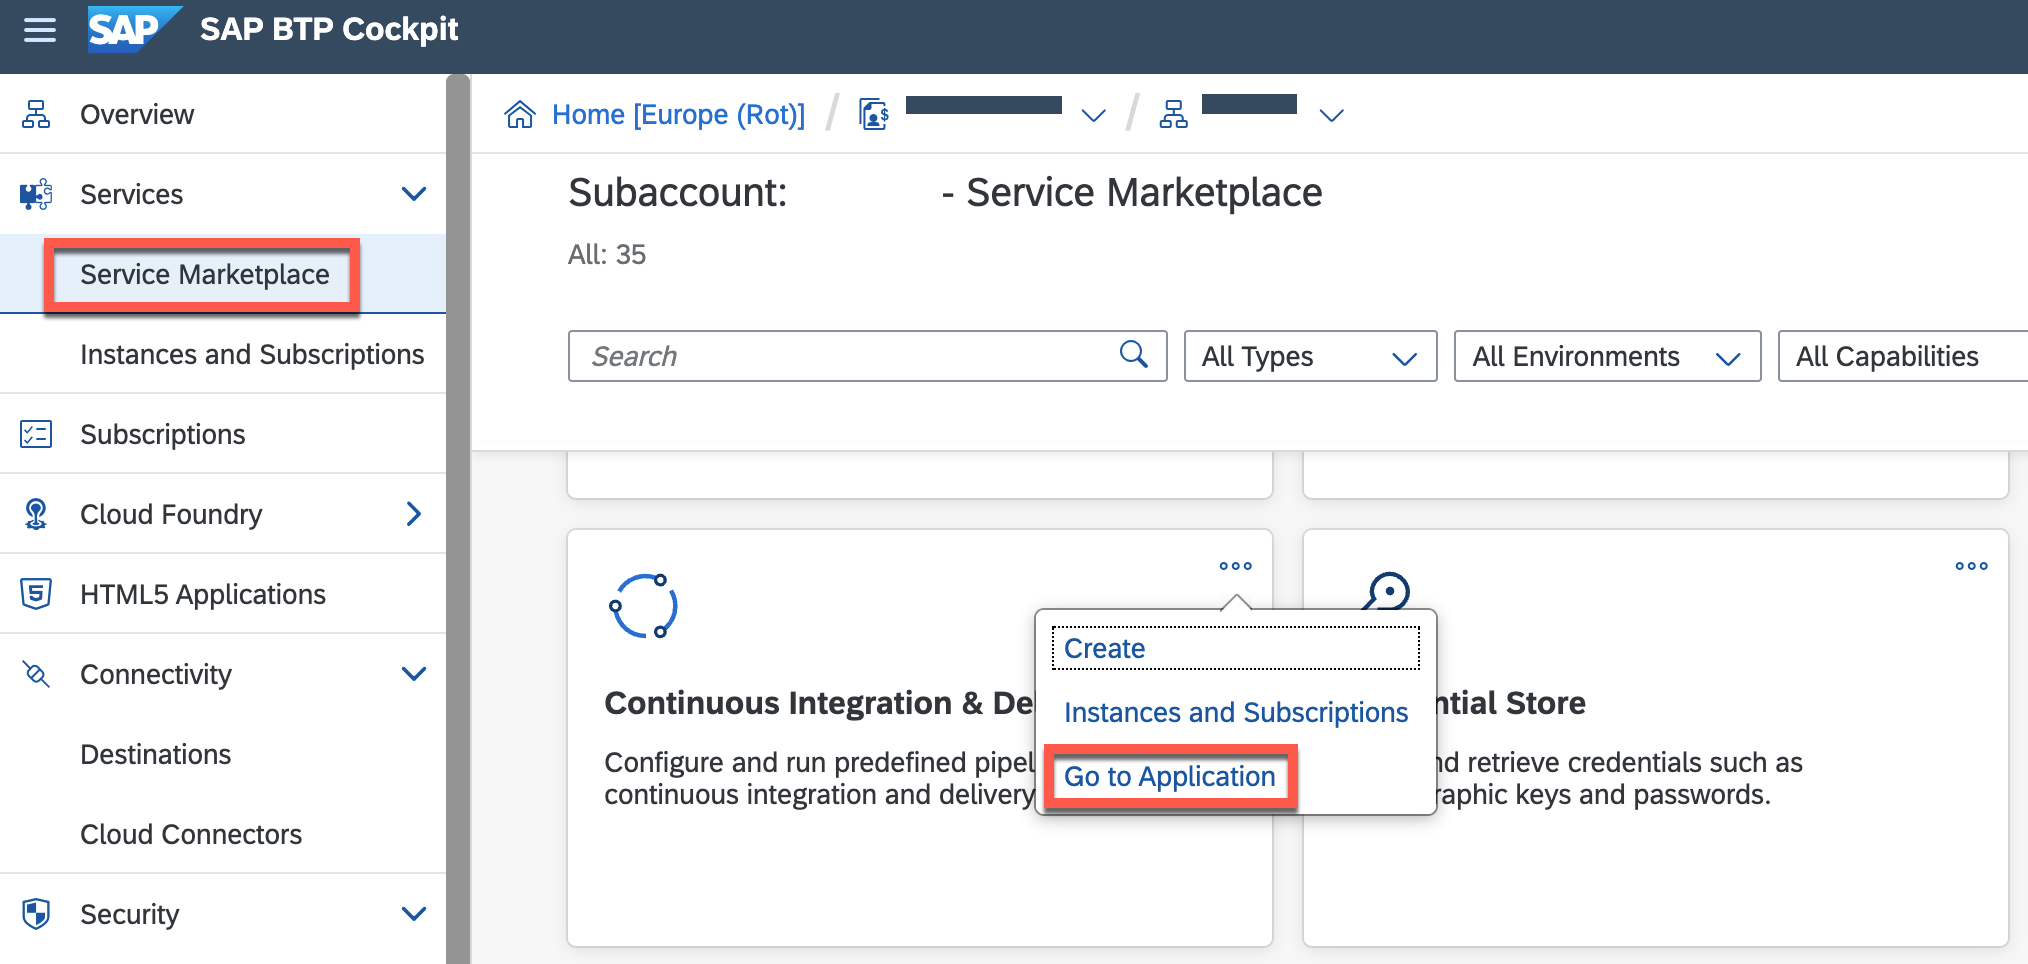 SAP SAP BTP Cockpit
Overview
Services
Service Marketplace
Instances and Subscriptions
Subscriptions
Cloud Foundry
HTML5 Applications
Connectivity
Destinations
Cloud Connectors
Security
Home [Europe (Rot)] / $ /
Subaccount: - Service Marketplace
All: 35
Search All Types All Environments All Capabilities
Create
Instances and Subscriptions
Go to Application
Continuous Integration & De
Configure and run predefined pipel
continuous integration and delivery
ntial Store
nd retrieve credentials such as
raphic keys and passwords.